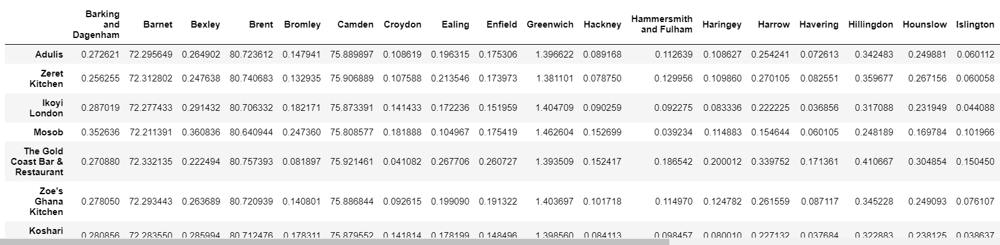 Barking and Dagenham Barnet Bexley Brent Bromley Camden Croydon Ealing Enfield Greenwich Hackney Hammersmith and Fulham Haringey Harrow Havering Hillingdon Hounslow Islington
Adulis 0.272621 72.295649 0.264902 80.723612 0.147941 75.889897 0.108619 0.196315 0.175306 1.396622 0.089168 0.112639 0.108627 0.254241 0.072613 0.342483 0.249881 0.060112
Zeret Kitchen 0.256255 72.312802 0.247638 80.740683 0.132935 75.906889 0.107588 0.213546 0.173973 1.381101 0.078750 0.129956 0.109860 0.270105 0.082551 0.359677 0.267156 0.060058
Ikoyi London 0.287019 72.277433 0.291432 80.706332 0.182171 75.873391 0.141433 0.172236 0.151959 1.404709 0.090259 0.092275 0.083336 0.222225 0.036856 0.317088 0.231949 0.044088
Mosob 0.352636 72.211391 0.360836 80.640944 0.247360 75.808577 0.181888 0.104967 0.175419 1.462604 0.152699 0.039234 0.114883 0.154644 0.060105 0.248189 0.169784 0.101966
The Gold Coast Bar & Restaurant 0.270880 72.332135 0.222494 80.757393 0.081897 75.921461 0.041082 0.267706 0.260727 1.393509 0.152417 0.186542 0.200012 0.339752 0.171361 0.410667 0.304854 0.150450
Zoe's Ghana Kitchen 0.278050 72.293443 0.263689 80.720939 0.140801 75.886844 0.092615 0.199090 0.191322 1.403697 0.101718 0.114970 0.124782 0.261559 0.087117 0.345228 0.249093 0.076107
Koshari 0.280856 72.283550 0.285994 80.712476 0.178311 75.879552 0.141814 0.178199 0.148496 1.398560 0.084113 0.098457 0.080010 0.227132 0.037684 0.322883 0.238125 0.038637